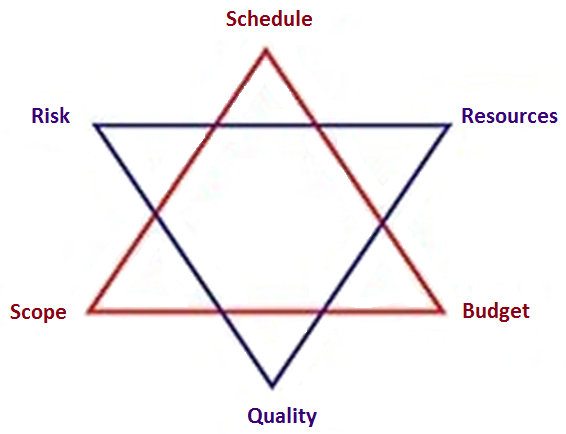 Schedule
Risk
Resources
Scope
Budget
Quality